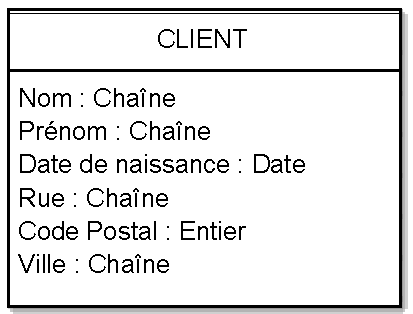 CLIENT
Nom : Chaîne
Prénom : Chaîne
Date de naissance : Date
Rue : Chaîne
Code Postal : Entier
Ville : Chaîne